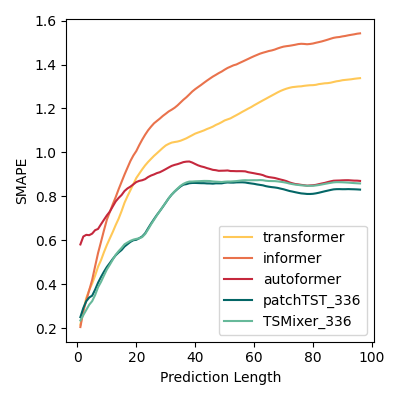 1.6
1.4
1.2
1.0
0.8
0.6
0.4
0.2
SMAPE
transformer
informer
autoformer
patchTST_336
TSMixer_336
0 20 40 60 80 100
Prediction Length